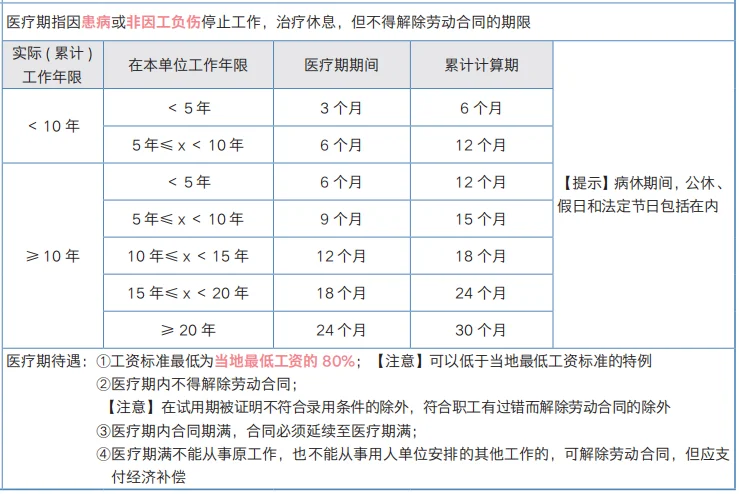 医疗期指因患病或非因工负伤停止工作，治疗休息，但不得解除劳动合同的期限
实际（累计）
工作年限
在本单位工作年限
医疗期期间
累计计算期
＜ 10 年
＜ 5 年
3 个月
6 个月
5 年≤ x ＜ 10 年
6 个月
12 个月
≥ 10 年
＜ 5 年
6 个月
12 个月
5 年≤ x ＜ 10 年
9 个月
15 个月
10 年≤ x ＜ 15 年
12 个月
18 个月
15 年≤ x ＜ 20 年
18 个月
24 个月
≥ 20 年
24 个月
30 个月
【提示】病休期间，公休、
假日和法定节日包括在内
医疗期待遇：①工资标准最低为当地最低工资的 80%；【注意】可以低于当地最低工资标准的特例
②医疗期内不得解除劳动合同；
【注意】在试用期被证明不符合录用条件的除外，符合职工有过错而解除劳动合同的除外
③医疗期内合同期满，合同必须延续至医疗期满；
④医疗期满不能从事原工作，也不能从事用人单位安排的其他工作的，可解除劳动合同，但应支
付经济补偿